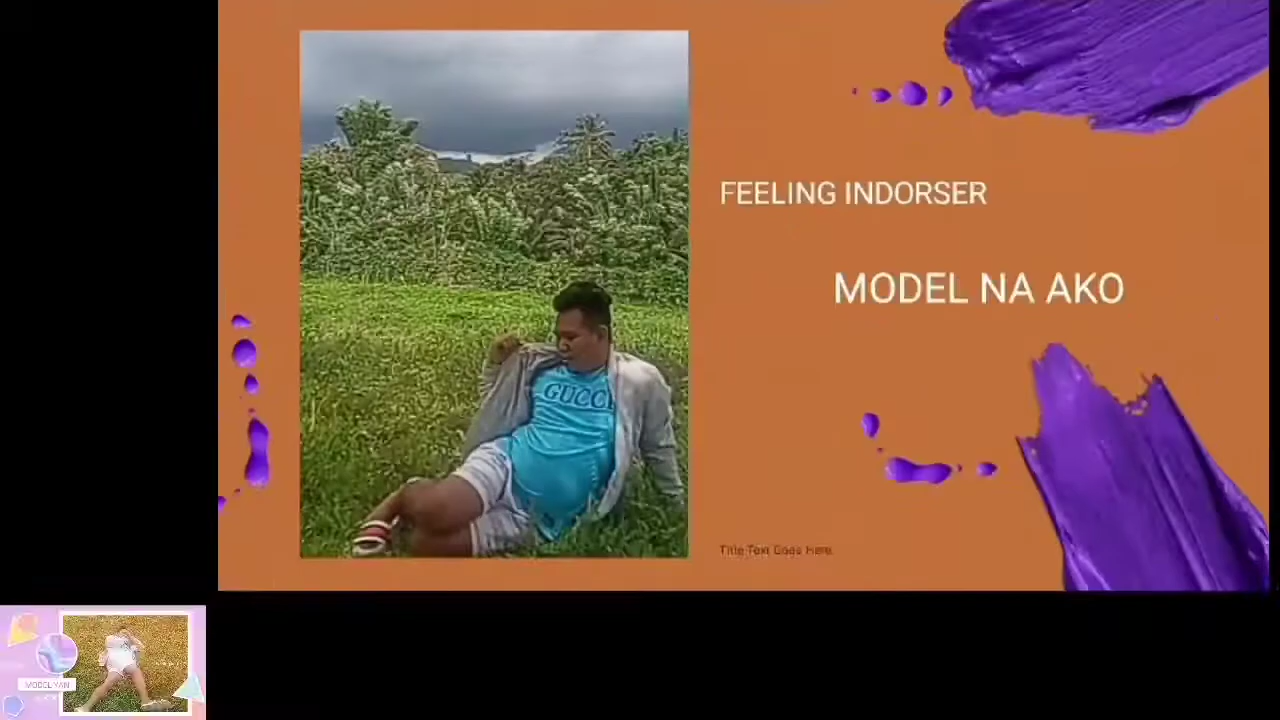 FEELING INDORSER
MODEL NA AKO
GUCCI
Title Text Goes Here
MODEL YAN